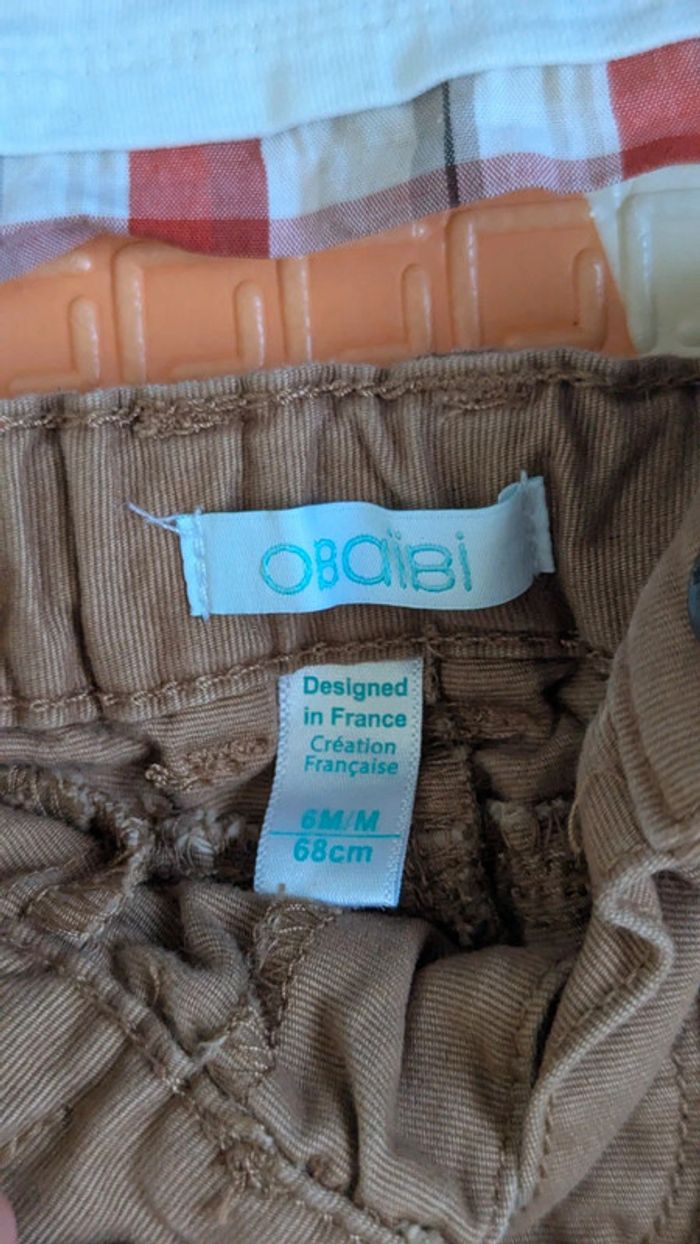 OBaïBi
Designed
in France
Création
Française
6M/M
68cm